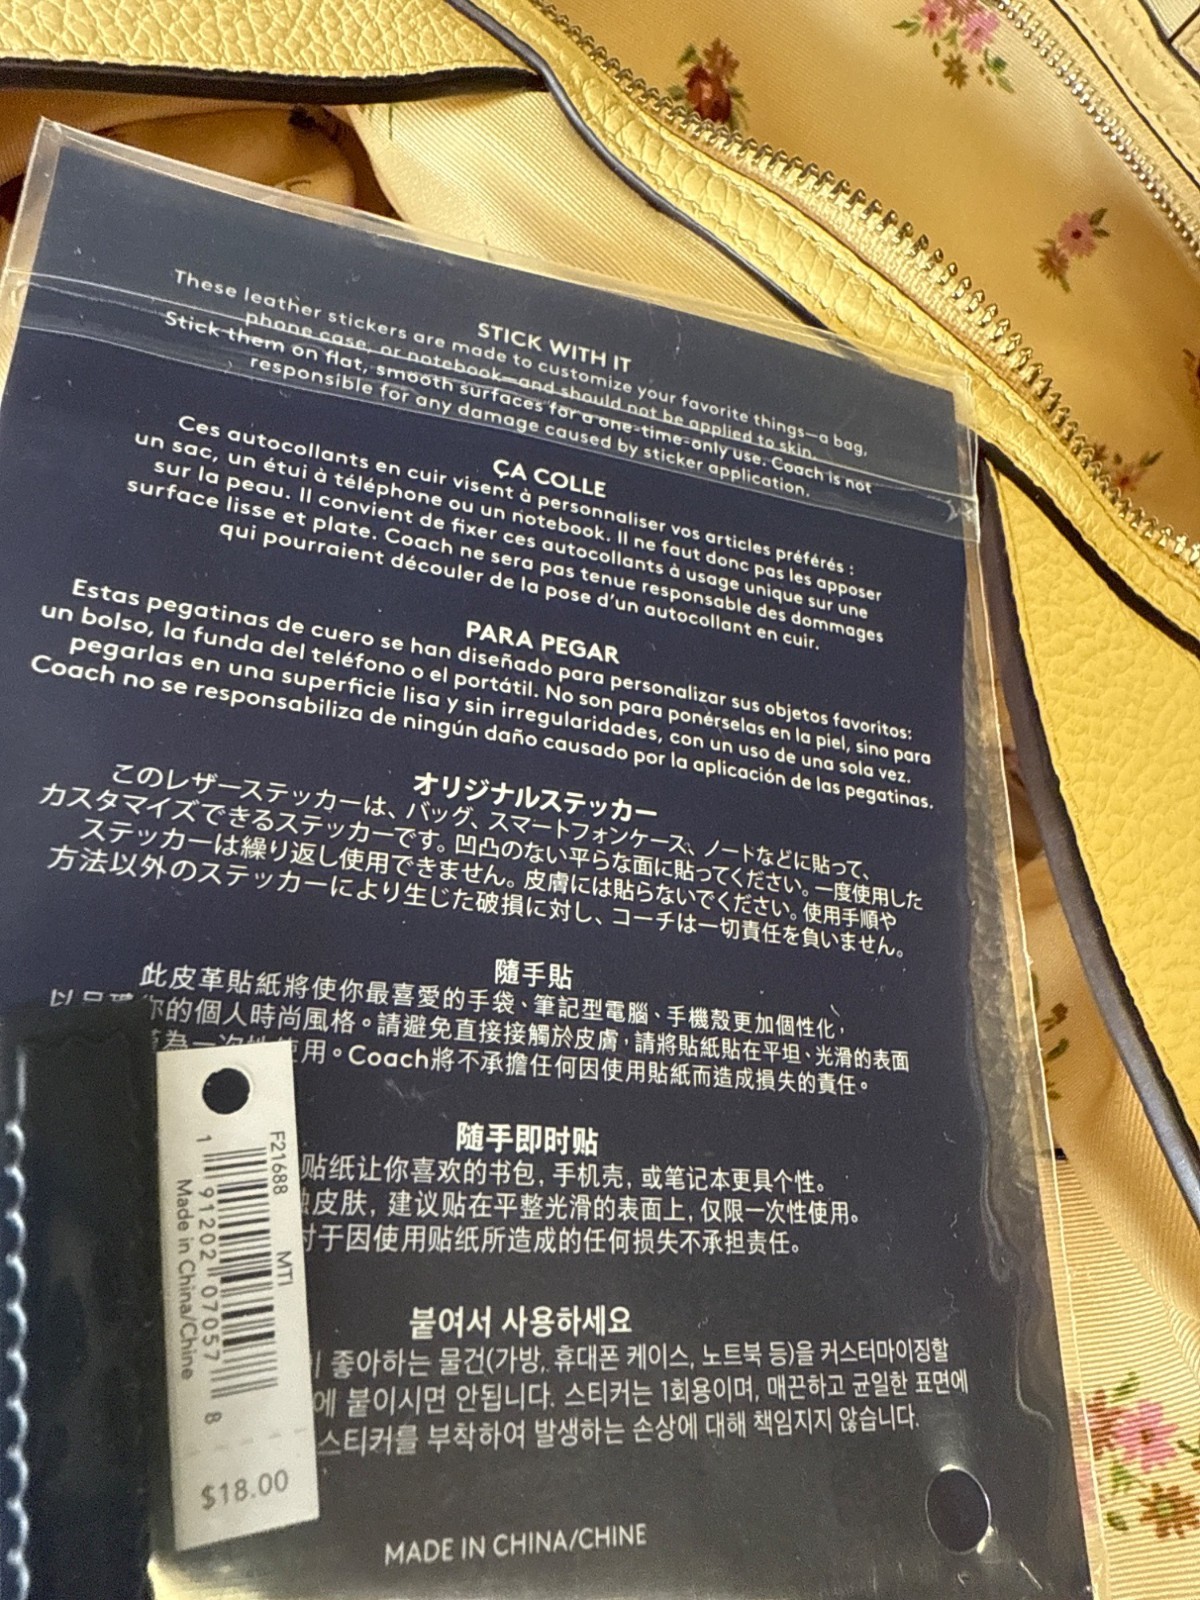 STICK WITH IT
These leather stickers are made to customize your favorite things—a bag,
phone case, or notebook—and should not be applied to skin.
Stick them on flat, smooth surfaces for a one-time-only use. Coach is not
responsible for any damage caused by sticker application.
ÇA COLLE
Ces autocollants en cuir visent à personnaliser vos articles préférés :
un sac, un étui à téléphone ou un notebook. Il ne faut donc pas les apposer
sur la peau. Il convient de fixer ces autocollants à usage unique sur une
surface lisse et plate. Coach ne sera pas tenue responsable des dommages
qui pourraient découler de la pose d'un autocollant en cuir.
PARA PEGAR
Estas pegatinas de cuero se han diseñado para personalizar sus objetos favoritos:
un bolso, la funda del teléfono o el portátil. No son para ponérselas en la piel, sino para
pegarlas en una superficie lisa y sin irregularidades, con un uso de una sola vez.
Coach no se responsabiliza de ningún daño causado por la aplicación de las pegatinas.
オリジナルステッカー
このレザーステッカーは、バッグ、スマートフォンケース、ノートなどに貼って、
カスタマイズできるステッカーです。凹凸のない平らな面に貼ってください。一度使用した
ステッカーは繰り返し使用できません。皮膚には貼らないでください。使用手順や
方法以外のステッカーにより生じた破損に対し、コーチは一切責任を負いません。
隨手貼
此皮革貼紙將使你最喜愛的手袋、筆記型電腦、手機殼更加個性化，
你的個人時尚風格。請避免直接接觸於皮膚，請將貼紙貼在平坦、光滑的表面
為一次性使用。Coach將不承擔任何因使用貼紙而造成損失的責任。
随手即时贴
贴纸让你喜欢的书包, 手机壳, 或笔记本更具个性。
皮肤, 建议贴在平整光滑的表面上, 仅限一次性使用。
于因使用贴纸所造成的任何损失不承担责任。
붙여서 사용하세요
좋아하는 물건(가방, 휴대폰 케이스, 노트북 등)을 커스터마이징할
에 붙이시면 안됩니다. 스티커는 1회용이며, 매끈하고 균일한 표면에
스티커를 부착하여 발생하는 손상에 대해 책임지지 않습니다.
MADE IN CHINA/CHINE
F21688 MTI
1 91202 07057 8
Made in China/Chine
$18.00